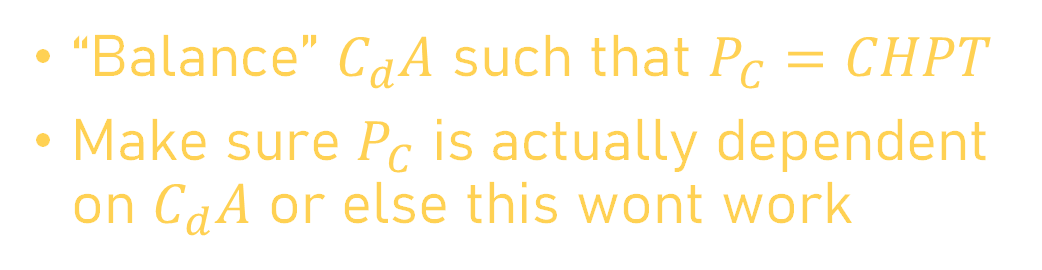 • “Balance” C_dA such that P_C = CHPT
• Make sure P_C is actually dependent
on C_dA or else this wont work